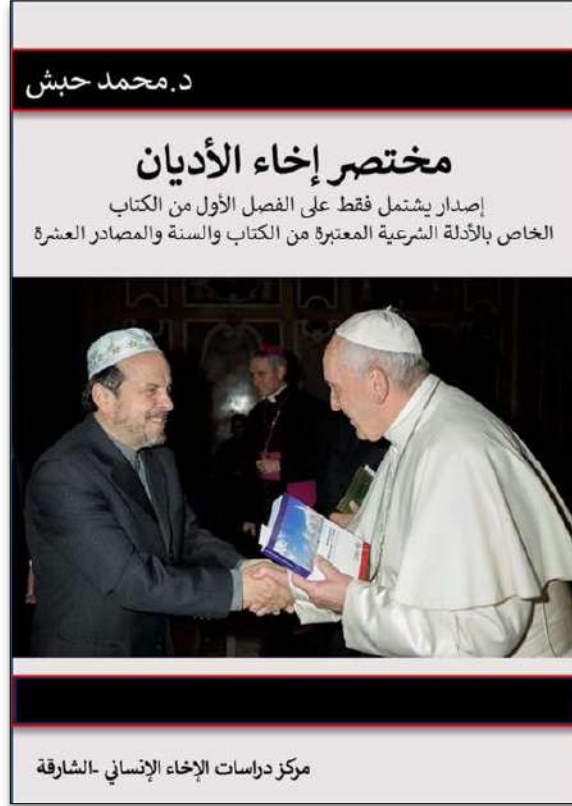 د.محمد حبش
مختصر إخاء الأديان
إصدار يشتمل فقط على الفصل الأول من الكتاب
الخاص بالأدلة الشرعية المعتبرة من الكتاب والسنة والمصادر العشرة
مركز دراسات الإخاء الإنساني -الشارقة